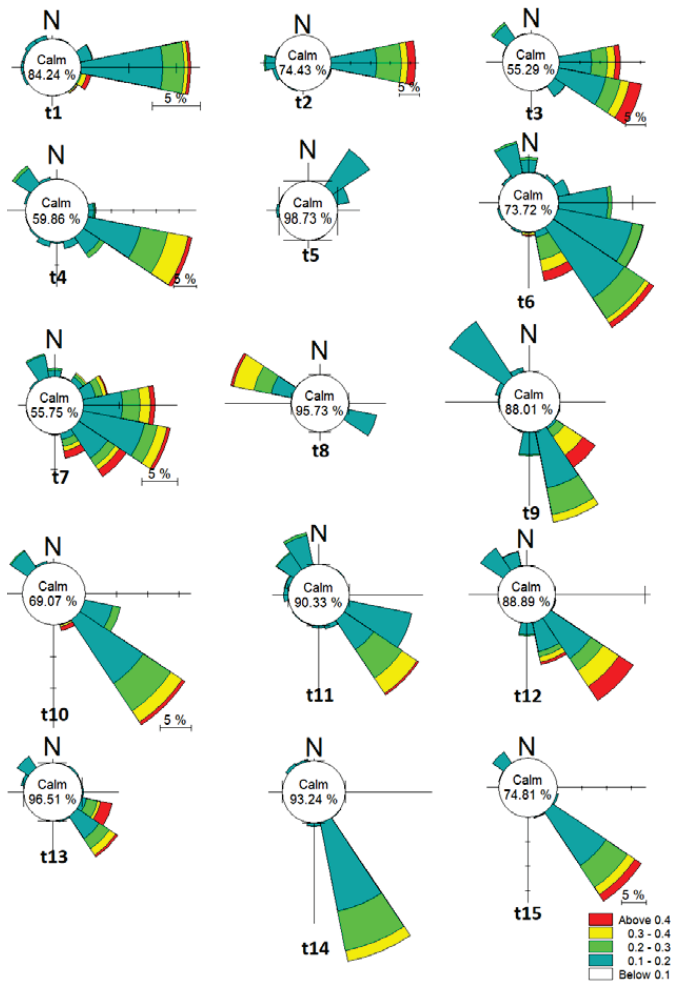 N
Calm
84.24 %
5 %
t1
N
Calm
74.43 %
5 %
t2
N
Calm
55.29 %
5 %
t3
N
Calm
59.86 %
5 %
t4
N
Calm
98.73 %
t5
N
Calm
73.72 %
t6
N
Calm
55.75 %
5 %
t7
N
Calm
95.73 %
t8
N
Calm
88.01 %
t9
N
Calm
69.07 %
5 %
t10
N
Calm
90.33 %
t11
N
Calm
88.89 %
t12
N
Calm
96.51 %
t13
N
Calm
93.24 %
t14
N
Calm
74.81 %
5 %
t15
Above 0.4
0.3 - 0.4
0.2 - 0.3
0.1 - 0.2
Below 0.1